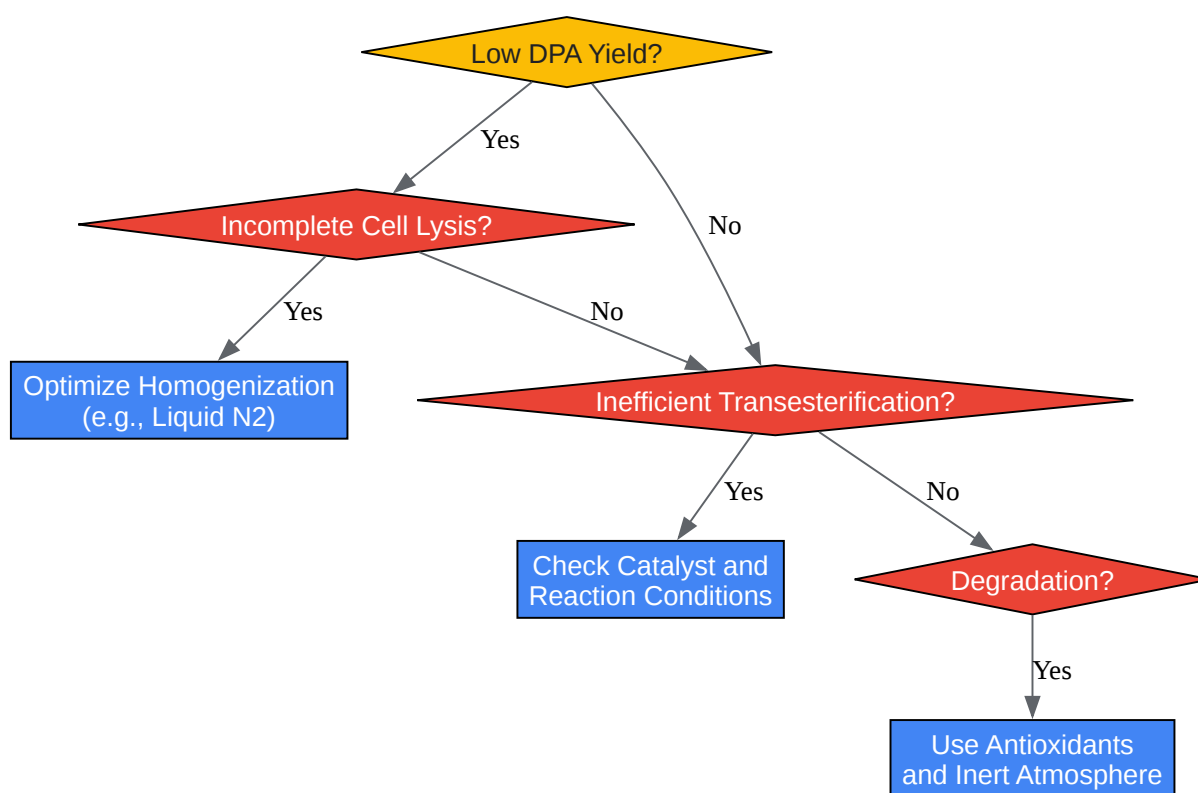 Low DPA Yield?
Yes
Incomplete Cell Lysis?
No
Yes
No
Optimize Homogenization
(e.g., Liquid N2)
Inefficient Transesterification?
Yes
No
Check Catalyst and
Reaction Conditions
Degradation?
Yes
Use Antioxidants
and Inert Atmosphere